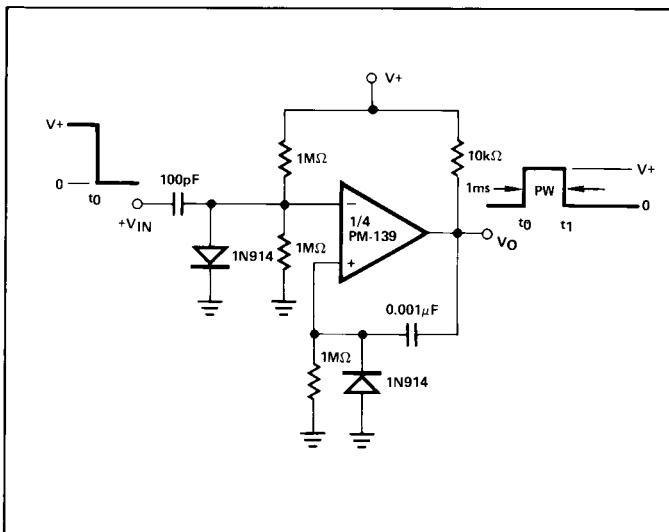 V+
V+
0
t0
+VIN
100pF
1MΩ
10kΩ
1N914
1MΩ
−
1/4
PM-139
+
V+
1ms
PW
0
t0
t1
VO
0.001µF
1MΩ
1N914